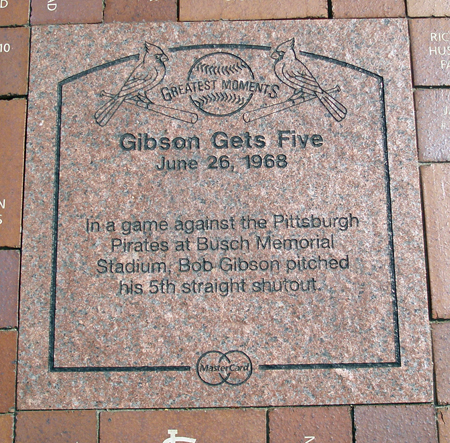 GREATEST MOMENTS
Gibson Gets Five
June 26, 1968
In a game against the Pittsburgh
Pirates at Busch Memorial
Stadium, Bob Gibson pitched
his 5th straight shutout.
MasterCard